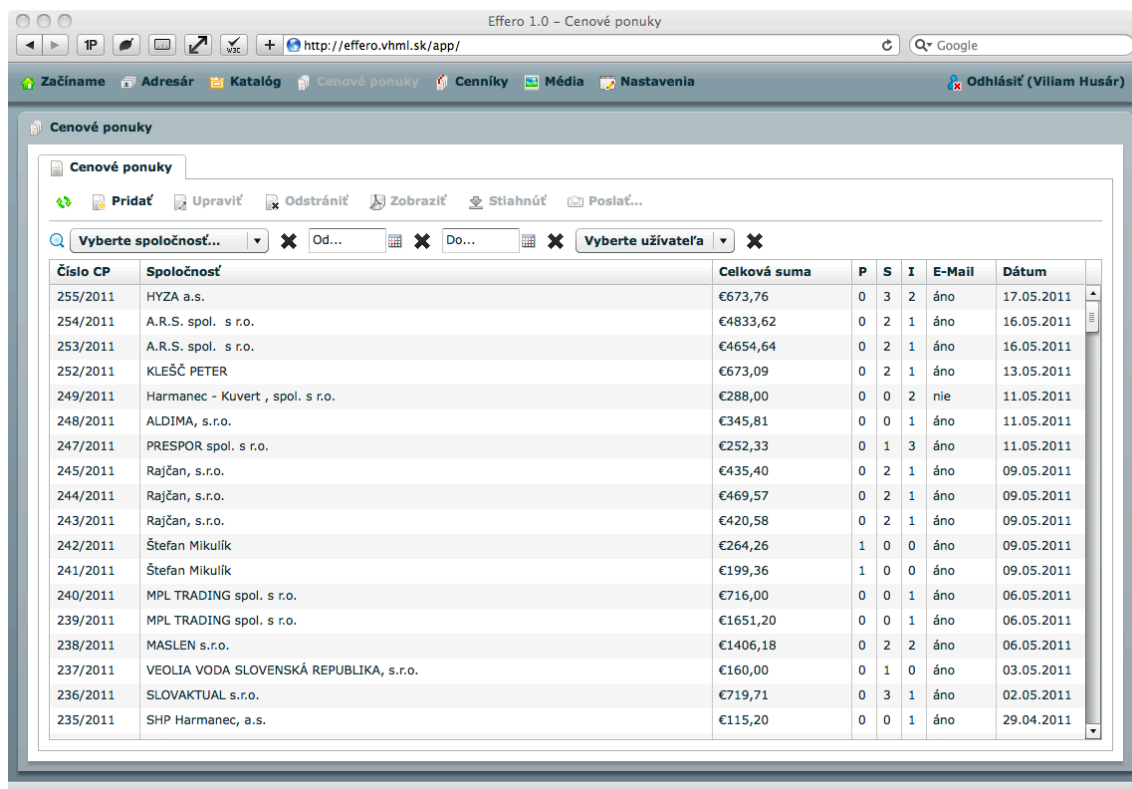 Effero 1.0 – Cenové ponuky
1P W3C + http://effero.vhml.sk/app/ Google
Začíname Adresár Katalóg Cenové ponuky Cenníky Média Nastavenia Odhlásiť (Viliam Husár)
Cenové ponuky
Cenové ponuky
Pridať Upraviť Odstrániť Zobraziť Stiahnúť Poslať...
Vyberte spoločnosť... Od... Do... Vyberte užívateľa
Číslo CP Spoločnosť Celková suma P S I E-Mail Dátum
255/2011 HYZA a.s. €673,76 0 3 2 áno 17.05.2011
254/2011 A.R.S. spol. s r.o. €4833,62 0 2 1 áno 16.05.2011
253/2011 A.R.S. spol. s r.o. €4654,64 0 2 1 áno 16.05.2011
252/2011 KLEŠČ PETER €673,09 0 2 1 áno 13.05.2011
249/2011 Harmanec - Kuvert , spol. s r.o. €288,00 0 0 2 nie 11.05.2011
248/2011 ALDIMA, s.r.o. €345,81 0 0 1 áno 11.05.2011
247/2011 PRESPOR spol. s r.o. €252,33 0 1 3 áno 11.05.2011
245/2011 Rajčan, s.r.o. €435,40 0 2 1 áno 09.05.2011
244/2011 Rajčan, s.r.o. €469,57 0 2 1 áno 09.05.2011
243/2011 Rajčan, s.r.o. €420,58 0 2 1 áno 09.05.2011
242/2011 Štefan Mikulík €264,26 1 0 0 áno 09.05.2011
241/2011 Štefan Mikulík €199,36 1 0 0 áno 09.05.2011
240/2011 MPL TRADING spol. s r.o. €716,00 0 0 1 áno 06.05.2011
239/2011 MPL TRADING spol. s r.o. €1651,20 0 0 1 áno 06.05.2011
238/2011 MASLEN s.r.o. €1406,18 0 2 2 áno 06.05.2011
237/2011 VEOLIA VODA SLOVENSKÁ REPUBLIKA, s.r.o. €160,00 0 1 0 áno 03.05.2011
236/2011 SLOVAKTUAL s.r.o. €719,71 0 3 1 áno 02.05.2011
235/2011 SHP Harmanec, a.s. €115,20 0 0 1 áno 29.04.2011